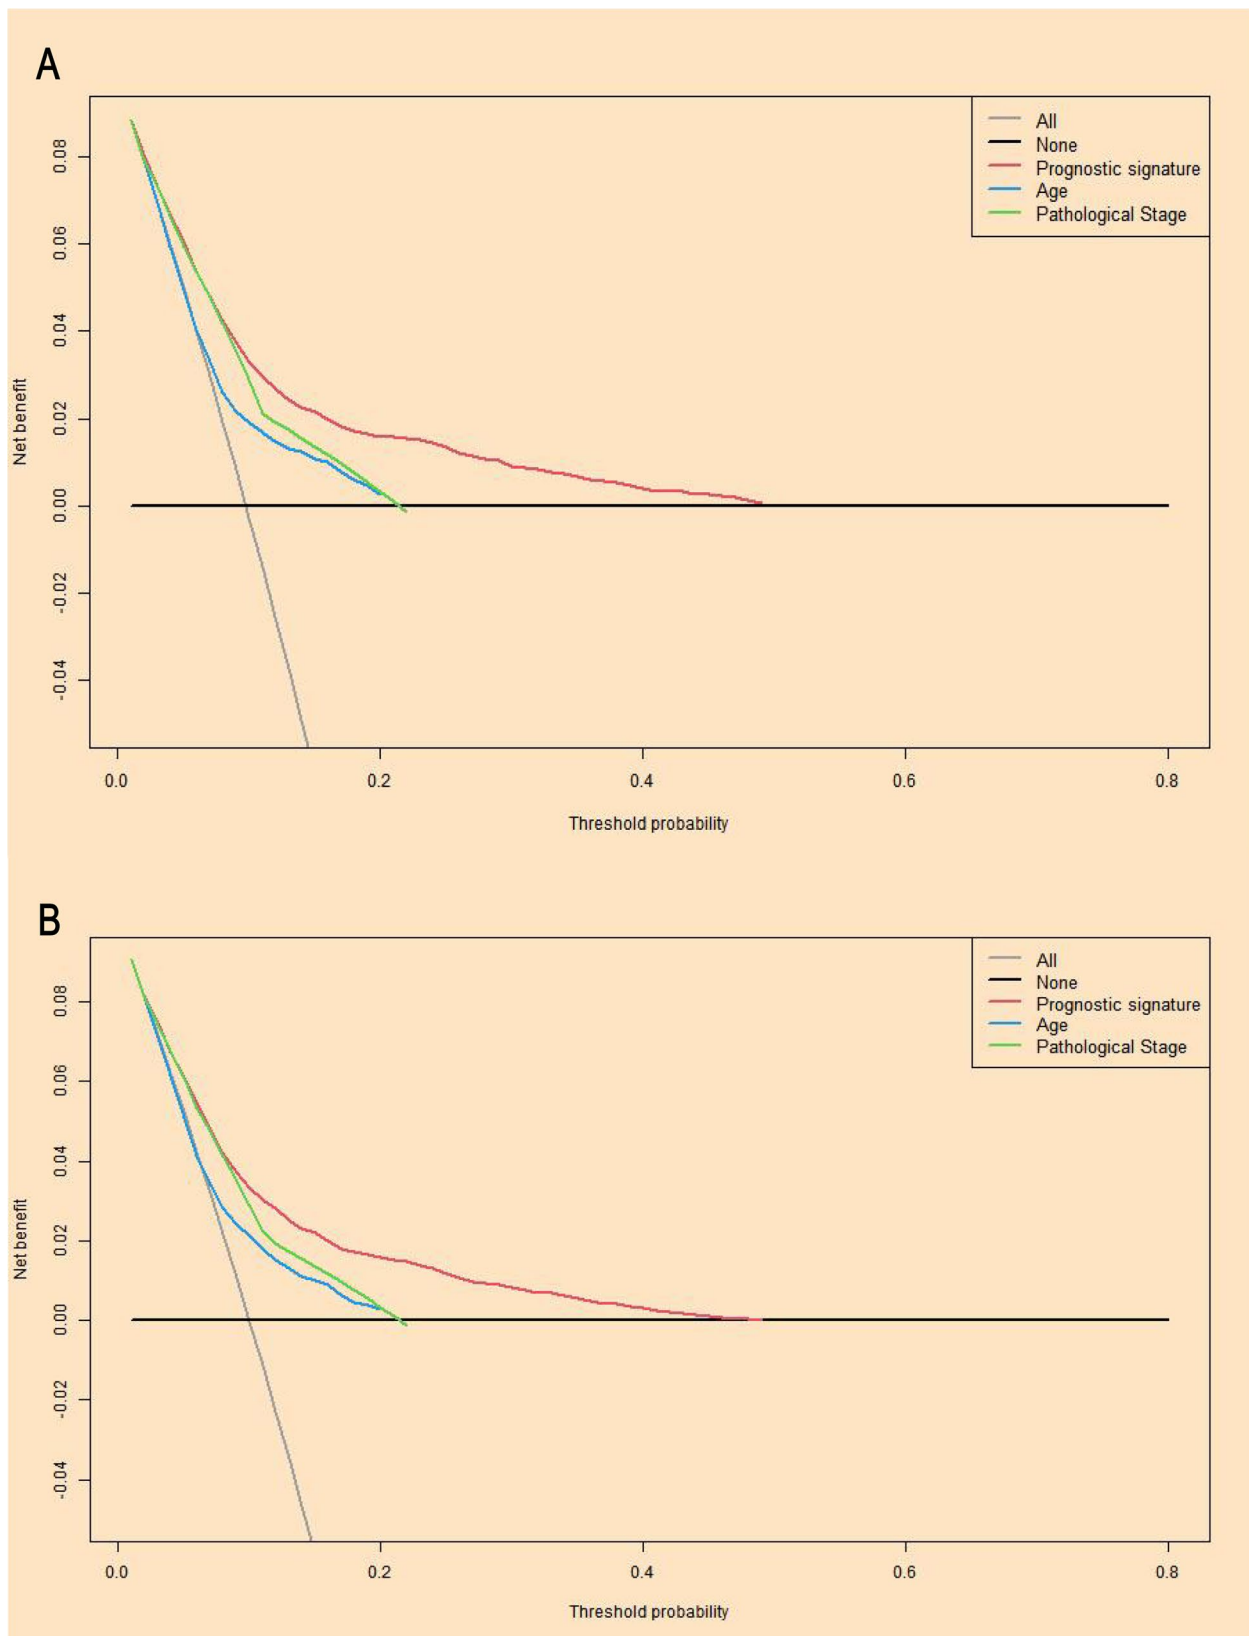 A
All
None
Prognostic signature
Age
Pathological Stage
Net benefit
0.08
0.06
0.04
0.02
0.00
-0.02
-0.04
0.0 0.2 0.4 0.6 0.8
Threshold probability
B
All
None
Prognostic signature
Age
Pathological Stage
Net benefit
0.08
0.06
0.04
0.02
0.00
-0.02
-0.04
0.0 0.2 0.4 0.6 0.8
Threshold probability